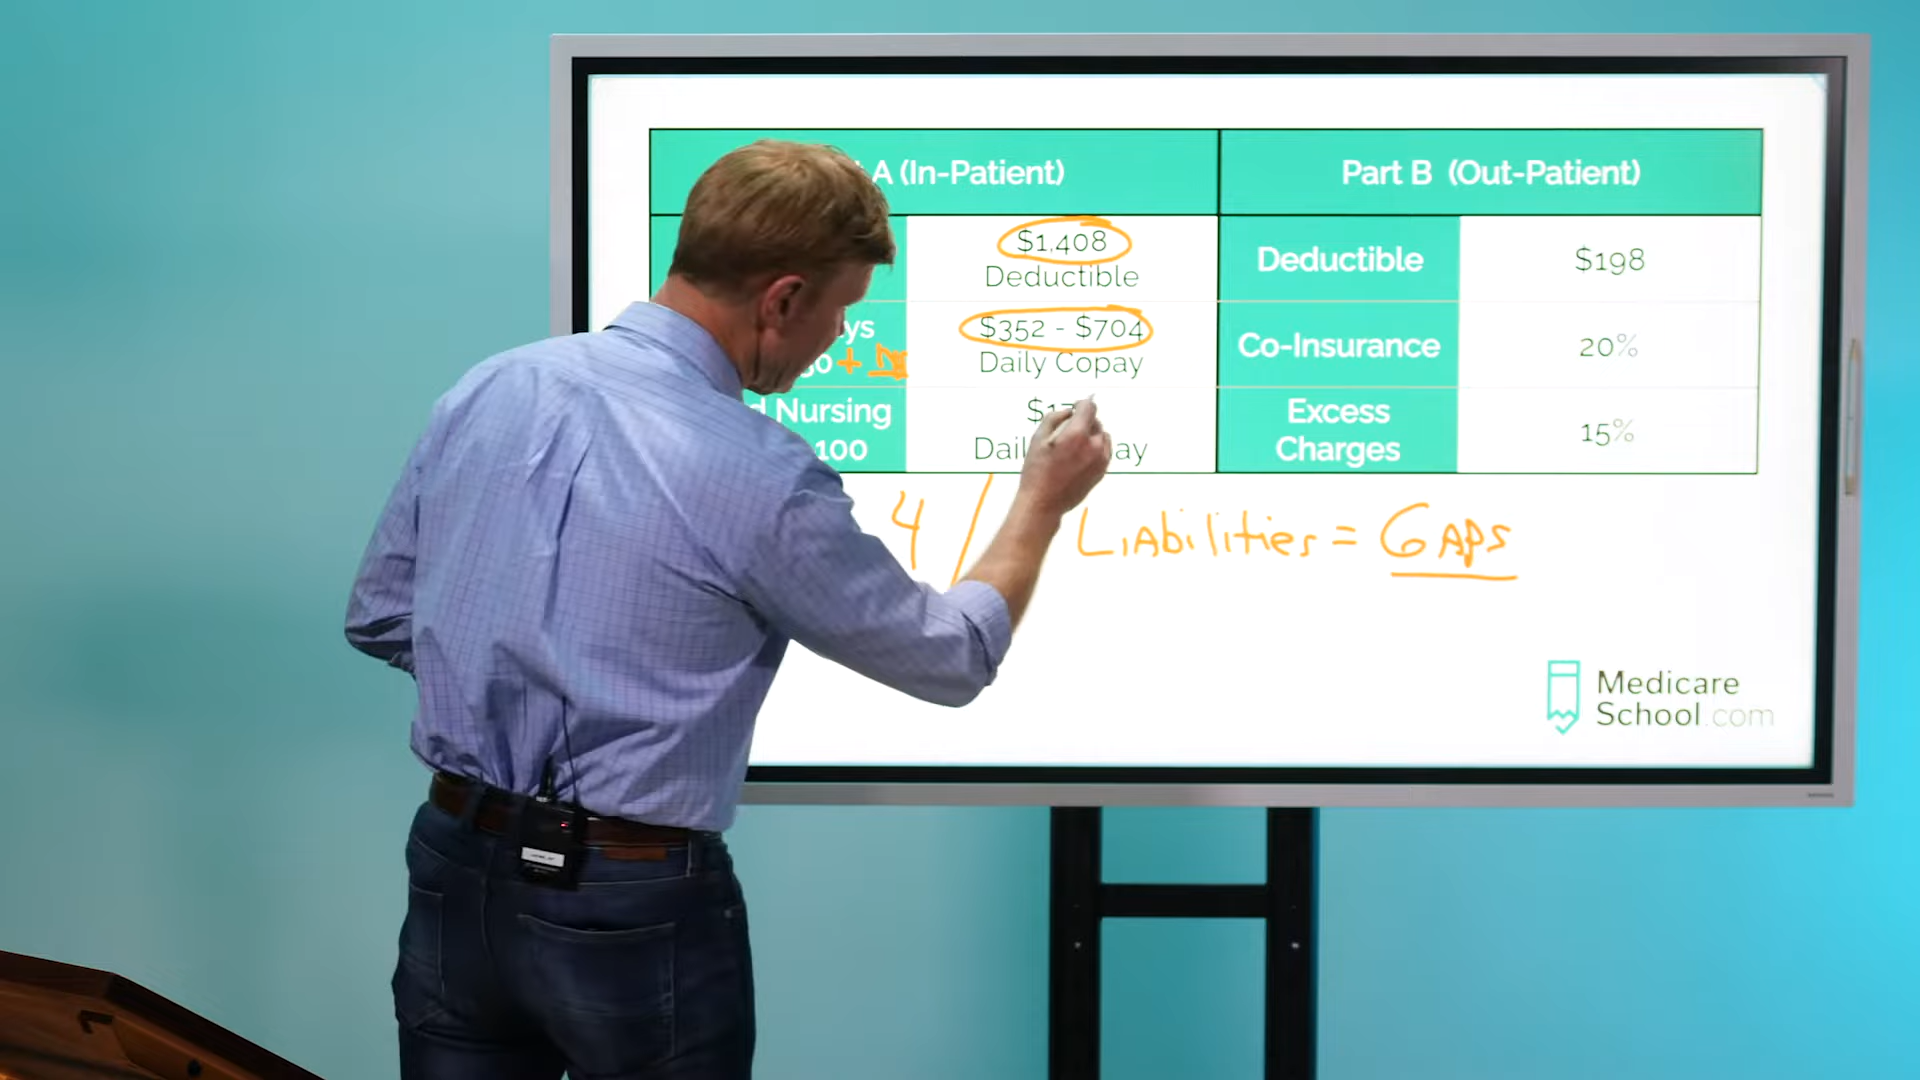 A (In-Patient)
Part B (Out-Patient)
$1,408
Deductible
Deductible
$198
$352 - $704
Daily Copay
Co-Insurance
20%
Nursing
100
Excess
Charges
15%
4 / Liabilities = Gaps
Medicare
School.com